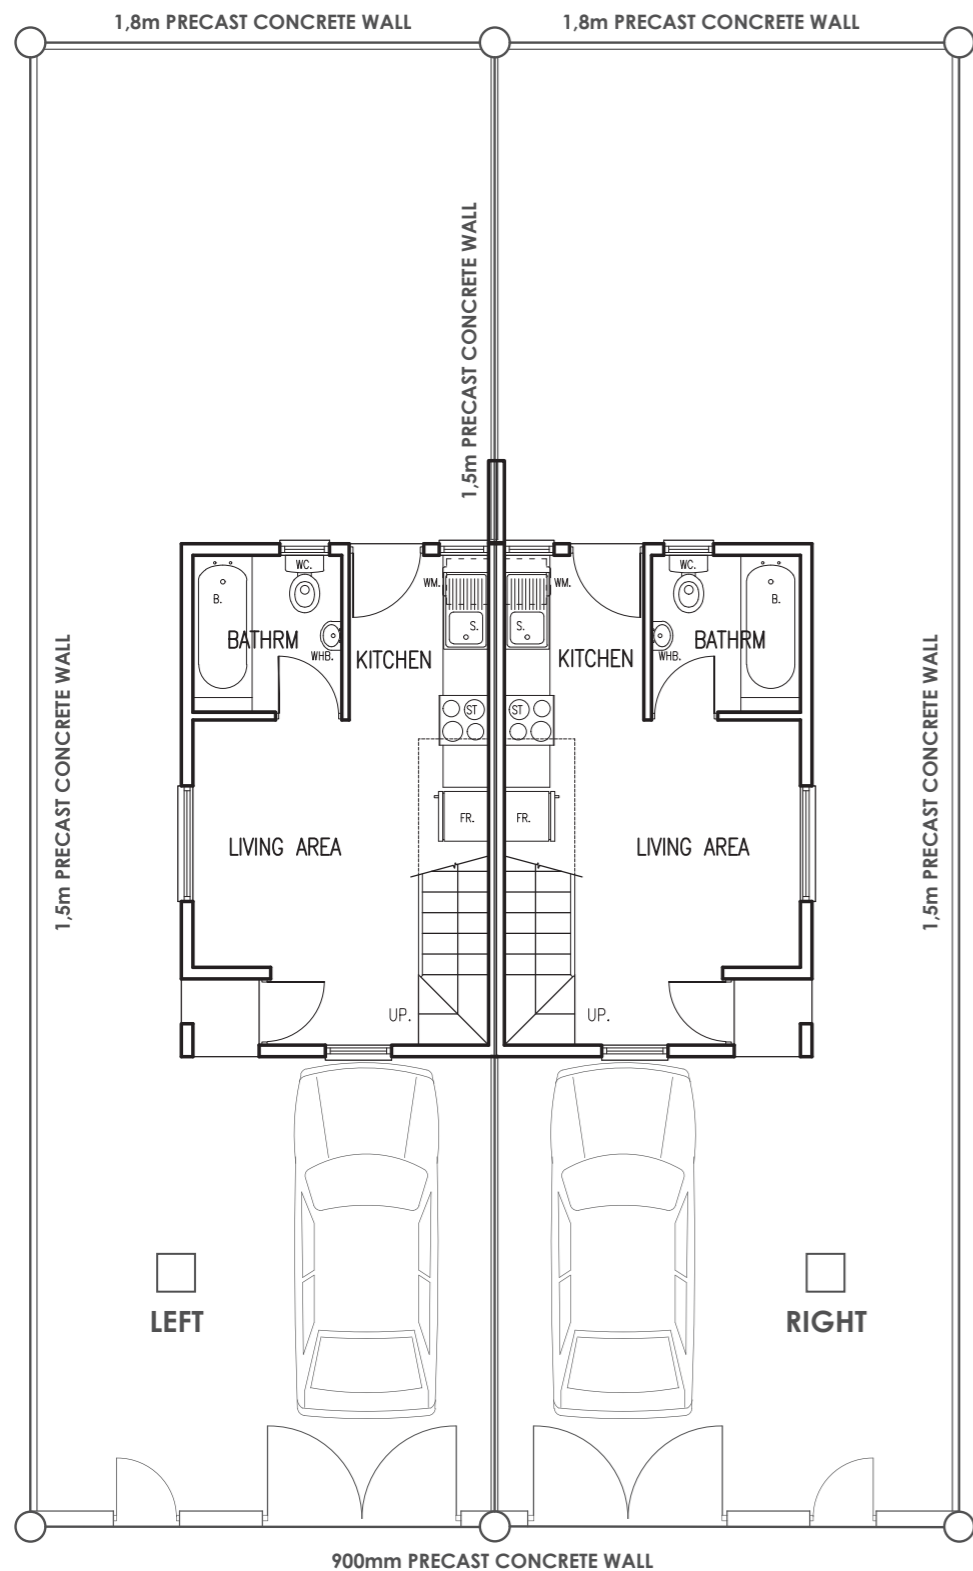 1,8m PRECAST CONCRETE WALL
1,8m PRECAST CONCRETE WALL
1,5m PRECAST CONCRETE WALL
WC.
WC.
WM.
WM.
B.
B.
S.
S.
BATHRM
BATHRM
WHB.
WHB.
KITCHEN
KITCHEN
ST
ST
1,5m PRECAST CONCRETE WALL
1,5m PRECAST CONCRETE WALL
FR.
FR.
LIVING AREA
LIVING AREA
UP.
UP.
LEFT
RIGHT
900mm PRECAST CONCRETE WALL